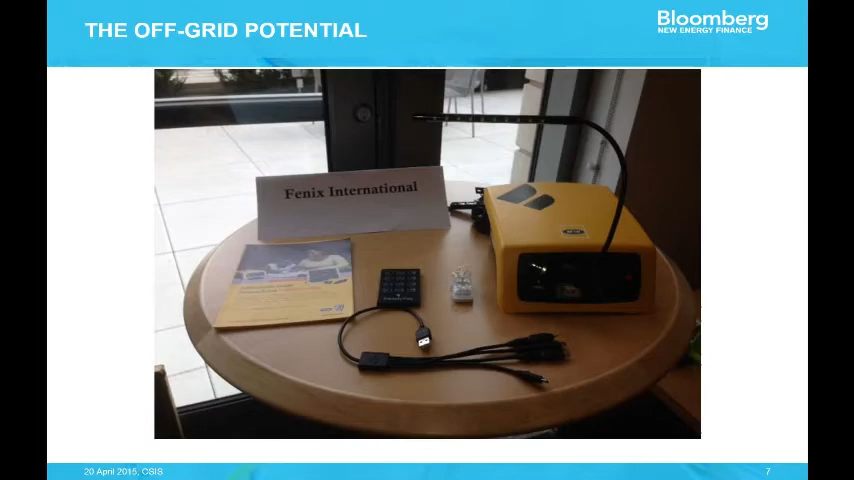 THE OFF-GRID POTENTIAL
Bloomberg
NEW ENERGY FINANCE
Fenix International
20 April 2015, CSIS
7